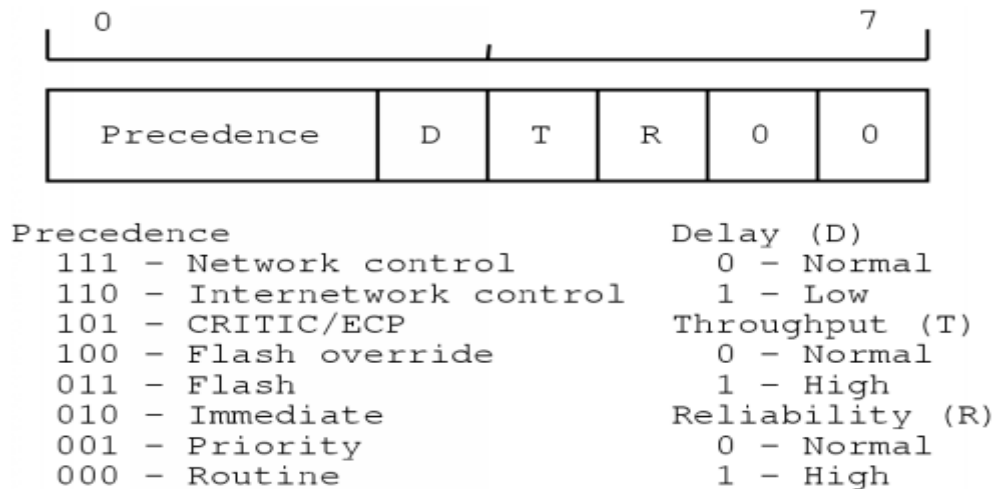 0 7
Precedence D T R 0 0
Precedence
111 – Network control
110 – Internetwork control
101 – CRITIC/ECP
100 – Flash override
011 – Flash
010 – Immediate
001 – Priority
000 – Routine
Delay (D)
0 – Normal
1 – Low
Throughput (T)
0 – Normal
1 – High
Reliability (R)
0 – Normal
1 – High